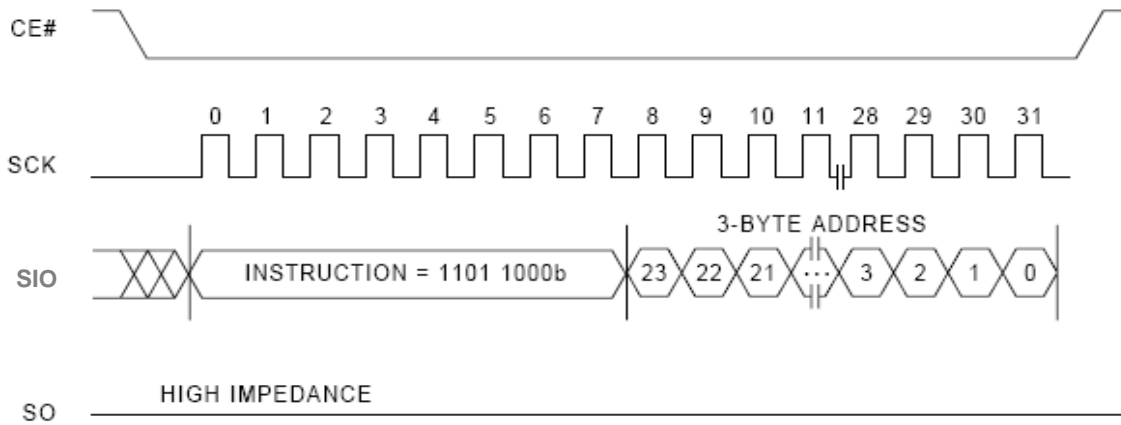 CE#
0 1 2 3 4 5 6 7 8 9 10 11 28 29 30 31
SCK
3-BYTE ADDRESS
SIO INSTRUCTION = 1101 1000b 23 22 21 ... 3 2 1 0
HIGH IMPEDANCE
SO